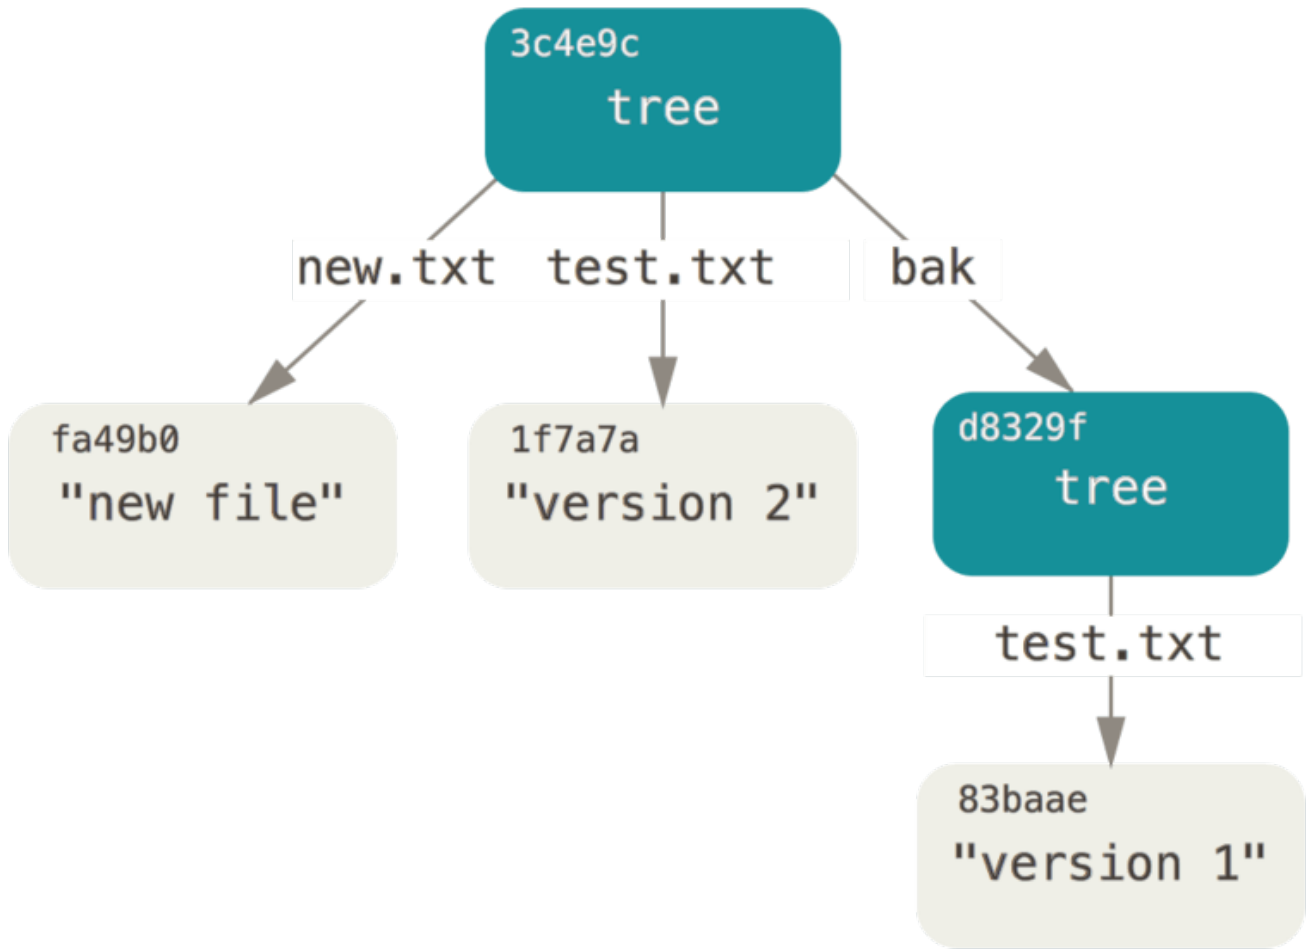 3c4e9c
tree
new.txt
test.txt
bak
fa49b0
"new file"
1f7a7a
"version 2"
d8329f
tree
test.txt
83baae
"version 1"